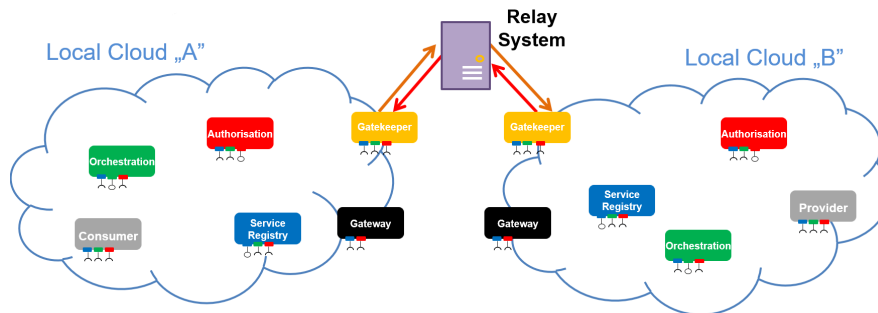 Relay
System
Local Cloud „A”
Local Cloud „B”
Gatekeeper
Gatekeeper
Authorisation
Authorisation
Orchestration
Service
Registry
Provider
Consumer
Service
Registry
Gateway
Gateway
Orchestration